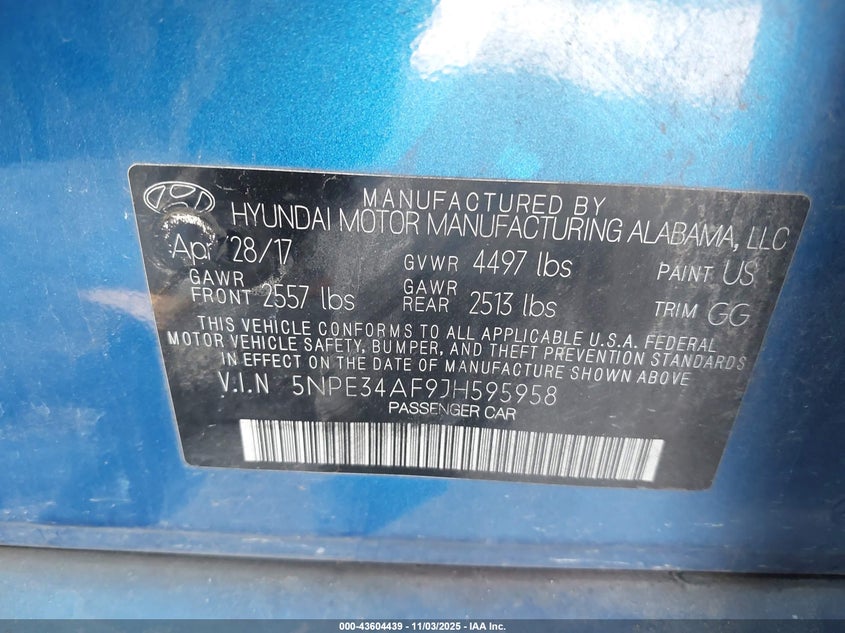 MANUFACTURED BY
HYUNDAI MOTOR MANUFACTURING ALABAMA, LLC
Apr 28/17 GVWR 4497 lbs PAINT US
GAWR FRONT 2557 lbs GAWR REAR 2513 lbs TRIM GG
THIS VEHICLE CONFORMS TO ALL APPLICABLE U.S.A. FEDERAL
MOTOR VEHICLE SAFETY, BUMPER, AND THEFT PREVENTION STANDARDS
IN EFFECT ON THE DATE OF MANUFACTURE SHOWN ABOVE
V.I.N 5NPE34AF9JH595958
PASSENGER CAR
000-43604439 - 11/03/2025 - IAA Inc.